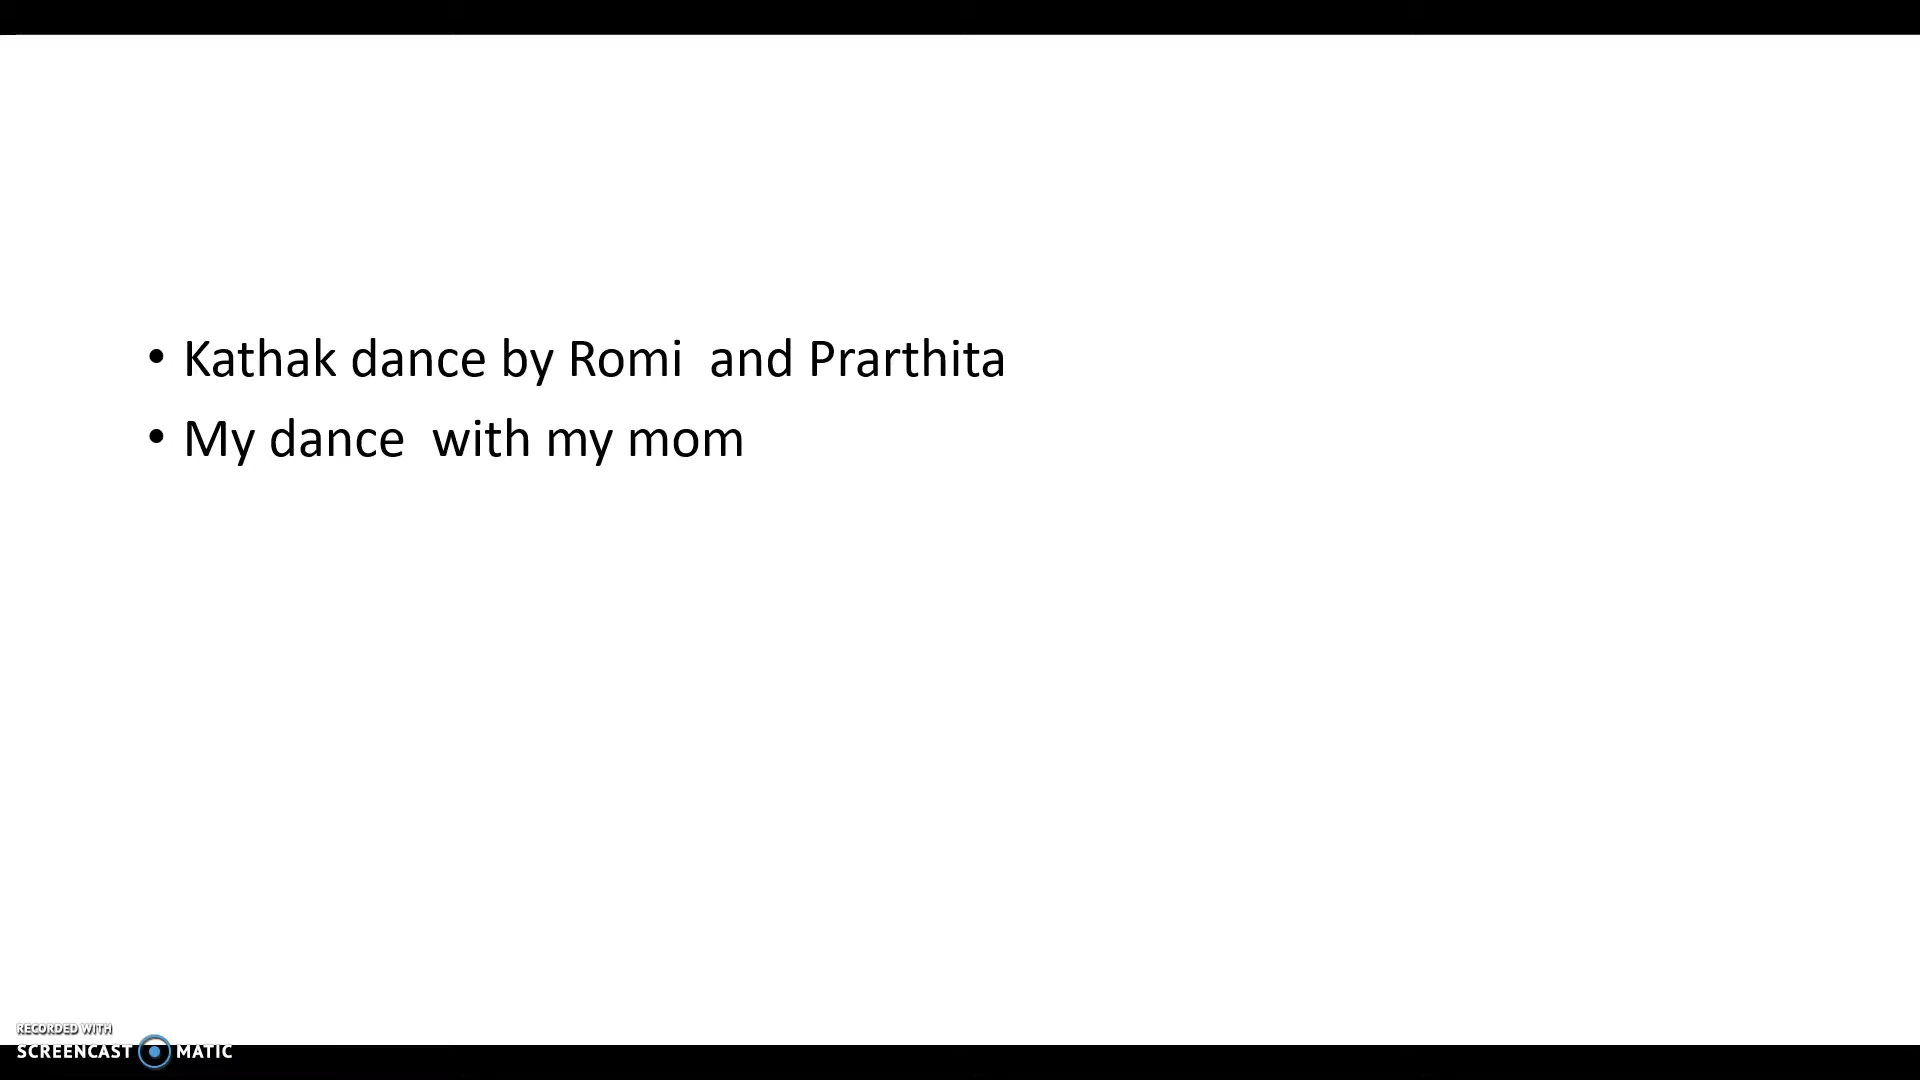 • Kathak dance by Romi  and Prarthita
• My dance  with my mom
RECORDED WITH
SCREENCAST MATIC